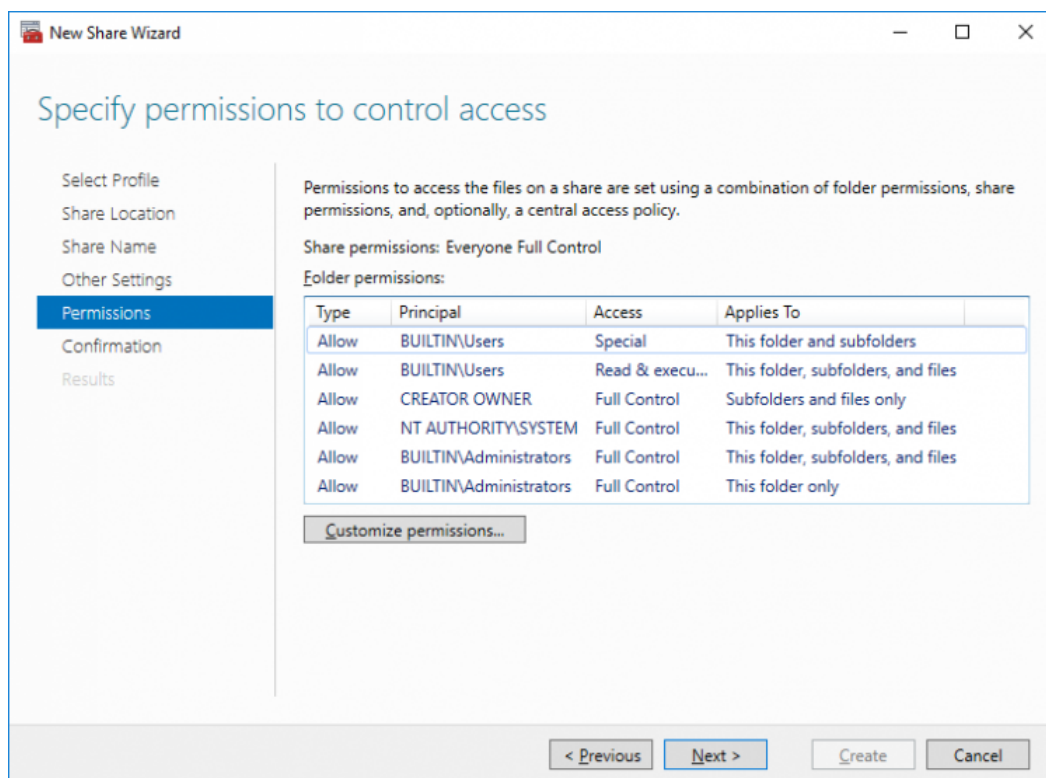 New Share Wizard
Specify permissions to control access
Select Profile
Share Location
Share Name
Other Settings
Permissions
Confirmation
Results
Permissions to access the files on a share are set using a combination of folder permissions, share
permissions, and, optionally, a central access policy.
Share permissions: Everyone Full Control
Folder permissions:
Type Principal Access Applies To
Allow BUILTIN\Users Special This folder and subfolders
Allow BUILTIN\Users Read & execu... This folder, subfolders, and files
Allow CREATOR OWNER Full Control Subfolders and files only
Allow NT AUTHORITY\SYSTEM Full Control This folder, subfolders, and files
Allow BUILTIN\Administrators Full Control This folder, subfolders, and files
Allow BUILTIN\Administrators Full Control This folder only
Customize permissions...
< Previous Next > Create Cancel